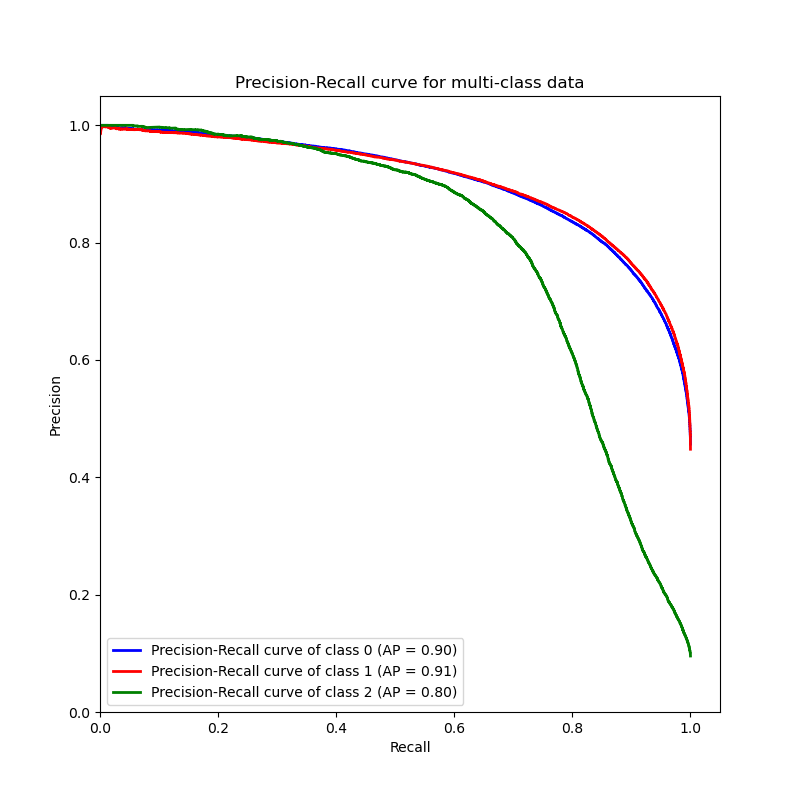 Precision-Recall curve for multi-class data
1.0
0.8
0.6
0.4
0.2
0.0
Precision
Precision-Recall curve of class 0 (AP = 0.90)
Precision-Recall curve of class 1 (AP = 0.91)
Precision-Recall curve of class 2 (AP = 0.80)
0.0 0.2 0.4 0.6 0.8 1.0
Recall